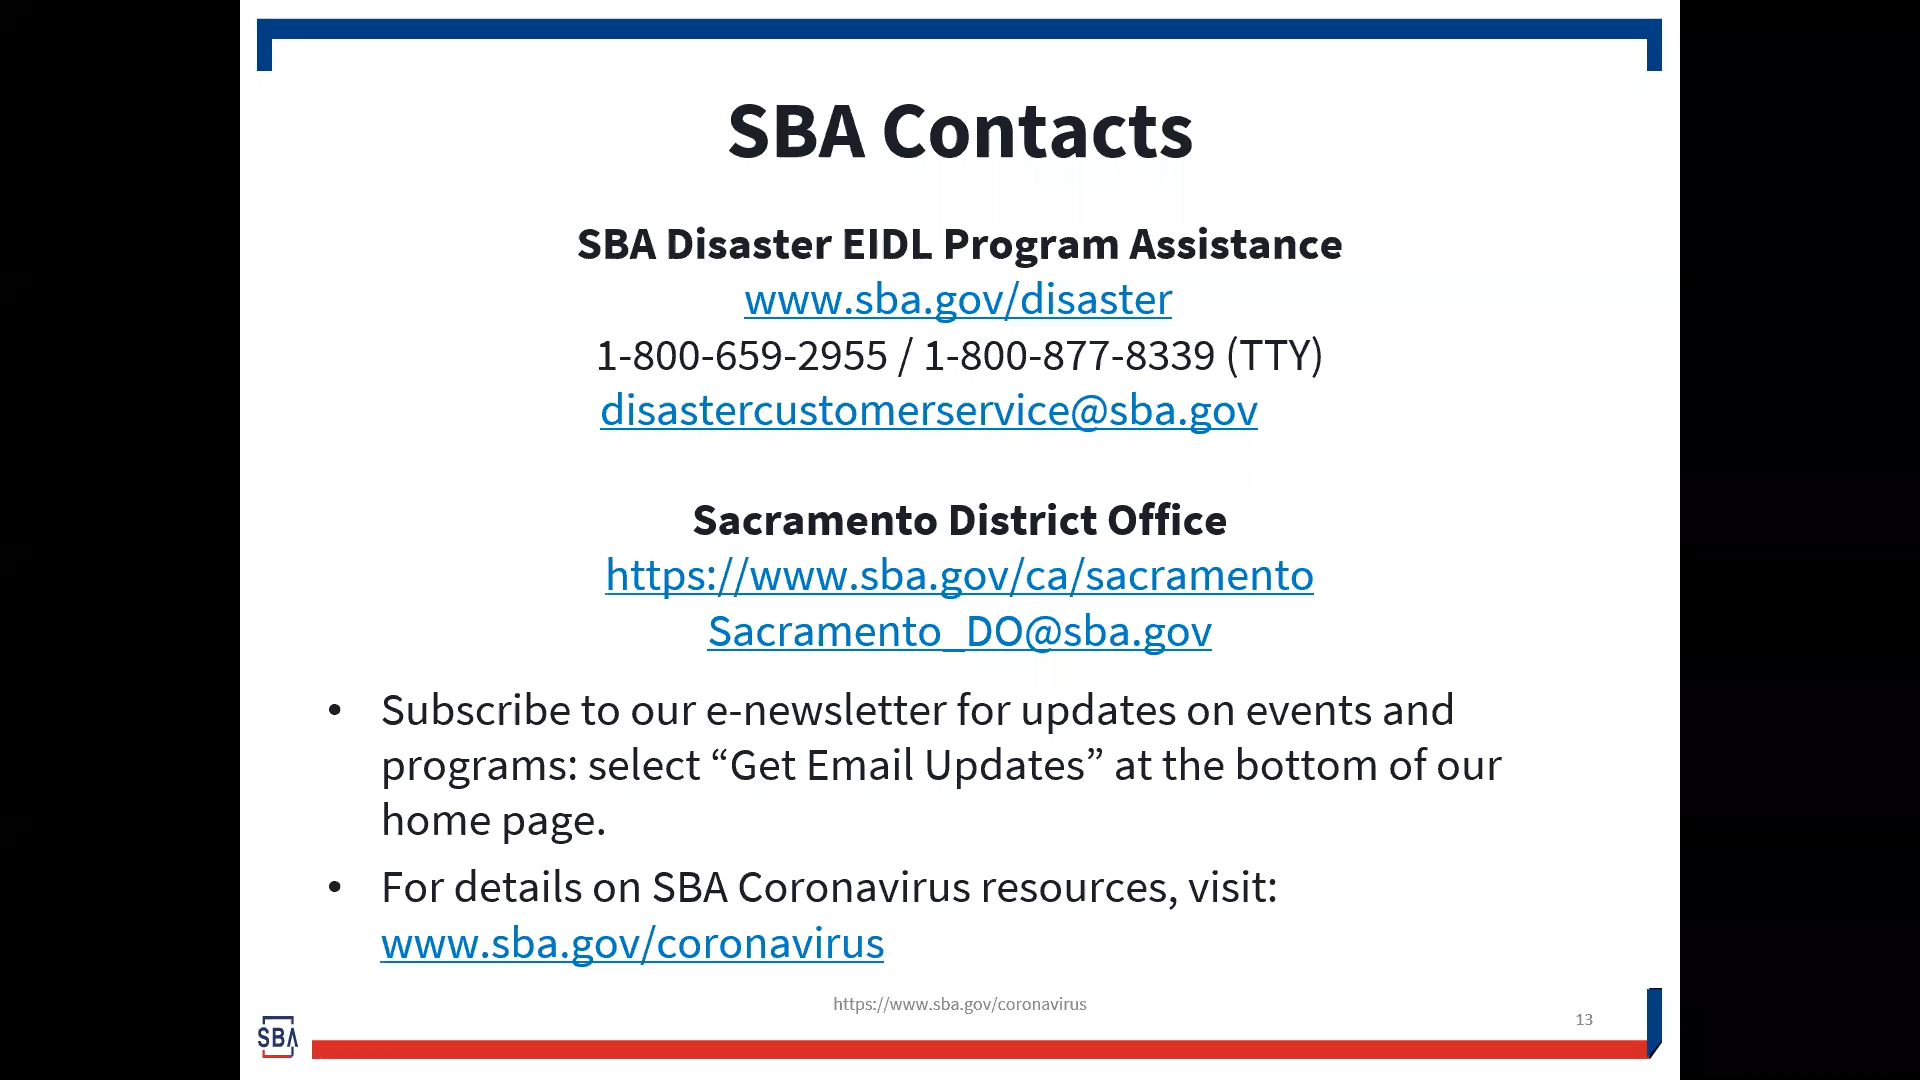 SBA Contacts
SBA Disaster EIDL Program Assistance
www.sba.gov/disaster
1-800-659-2955 / 1-800-877-8339 (TTY)
disastercustomerservice@sba.gov
Sacramento District Office
https://www.sba.gov/ca/sacramento
Sacramento_DO@sba.gov
• Subscribe to our e-newsletter for updates on events and
programs: select “Get Email Updates” at the bottom of our
home page.
• For details on SBA Coronavirus resources, visit:
www.sba.gov/coronavirus
https://www.sba.gov/coronavirus
13
SBA